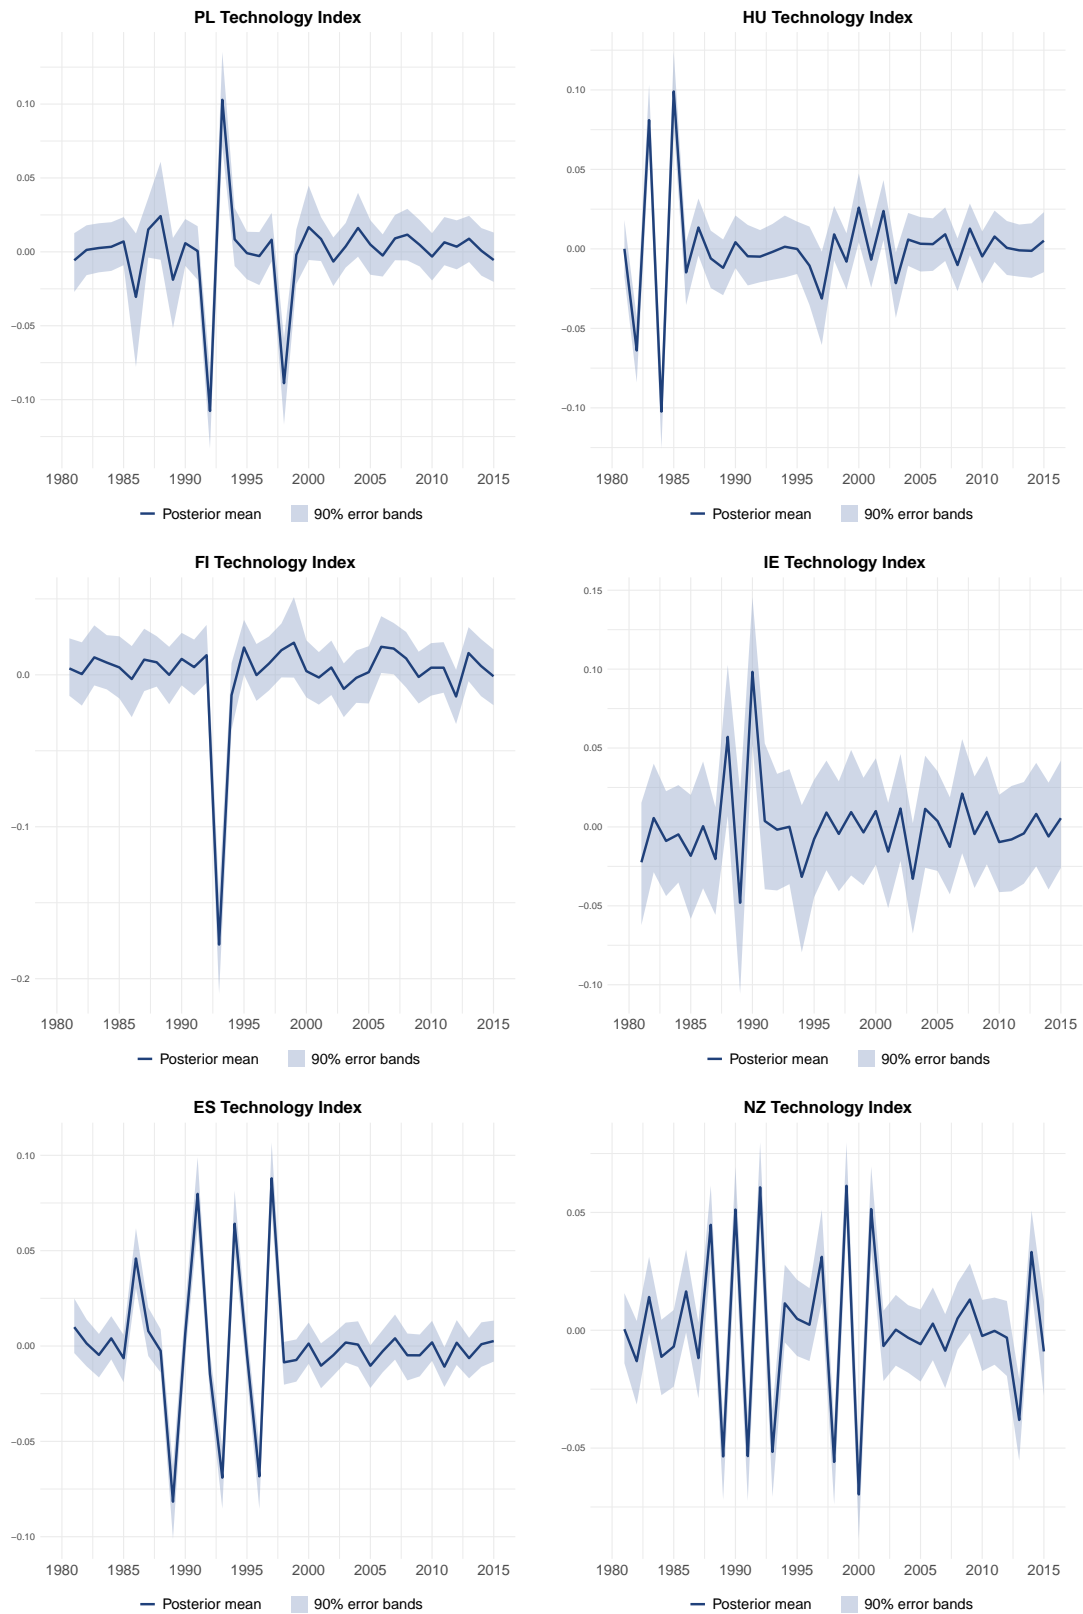 PL Technology Index
0.10
0.05
0.00
−0.05
−0.10
1980 1985 1990 1995 2000 2005 2010 2015
Posterior mean 90% error bands
HU Technology Index
0.10
0.05
0.00
−0.05
−0.10
1980 1985 1990 1995 2000 2005 2010 2015
Posterior mean 90% error bands
FI Technology Index
0.0
−0.1
−0.2
1980 1985 1990 1995 2000 2005 2010 2015
Posterior mean 90% error bands
IE Technology Index
0.15
0.10
0.05
0.00
−0.05
−0.10
1980 1985 1990 1995 2000 2005 2010 2015
Posterior mean 90% error bands
ES Technology Index
0.10
0.05
0.00
−0.05
−0.10
1980 1985 1990 1995 2000 2005 2010 2015
Posterior mean 90% error bands
NZ Technology Index
0.05
0.00
−0.05
1980 1985 1990 1995 2000 2005 2010 2015
Posterior mean 90% error bands